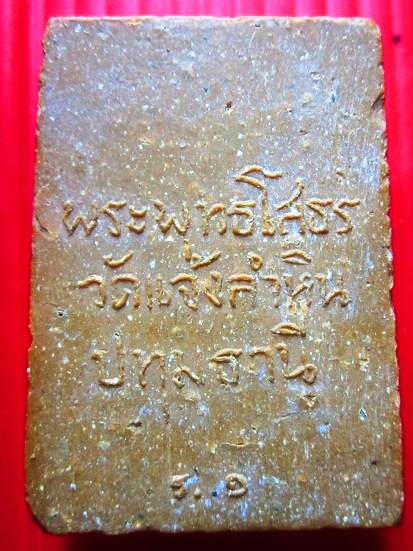 พระพุทธโสธร
วัดแจ้งลำหิน
ปทุมธานี
ร.๑